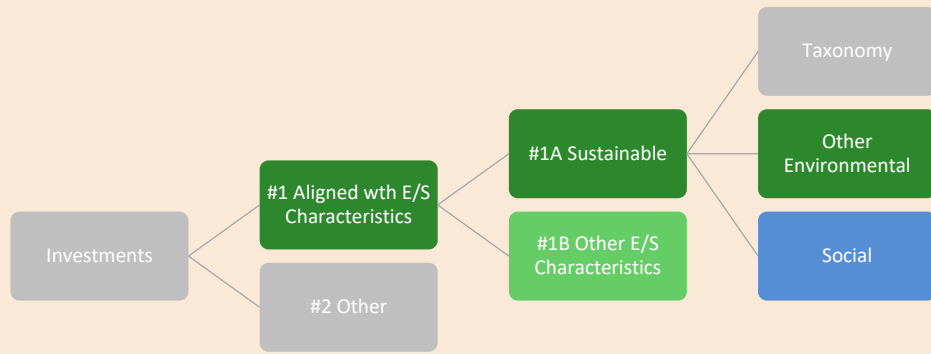 Investments
#1 Aligned wth E/S
Characteristics
#2 Other
#1A Sustainable
#1B Other E/S
Characteristics
Taxonomy
Other
Environmental
Social